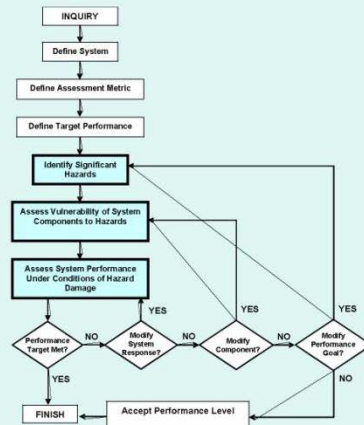 INQUIRY
Define System
Define Assessment Metric
Define Target Performance
Identify Significant
Hazards
Assess Vulnerability of System
Components to Hazards
Assess System Performance
Under Conditions of Hazard
Damage
YES
YES
YES
Performance
Target Met?
NO
Modify
System
Response?
NO
Modify
Component?
NO
Modify
Performance
Goal?
YES
NO
FINISH
Accept Performance Level